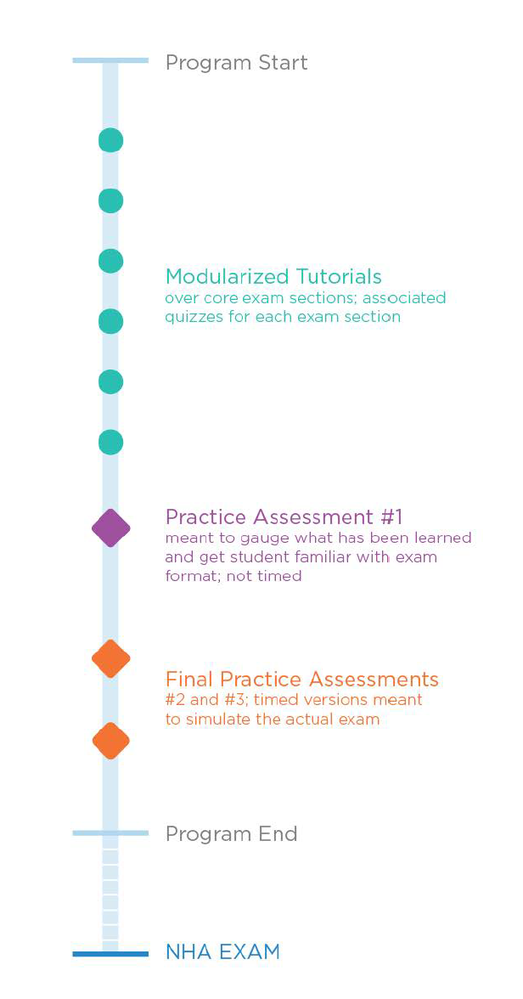 Program Start
Modularized Tutorials
over core exam sections; associated
quizzes for each exam section
Practice Assessment #1
meant to gauge what has been learned
and get student familiar with exam
format; not timed
Final Practice Assessments
#2 and #3; timed versions meant
to simulate the actual exam
Program End
NHA EXAM